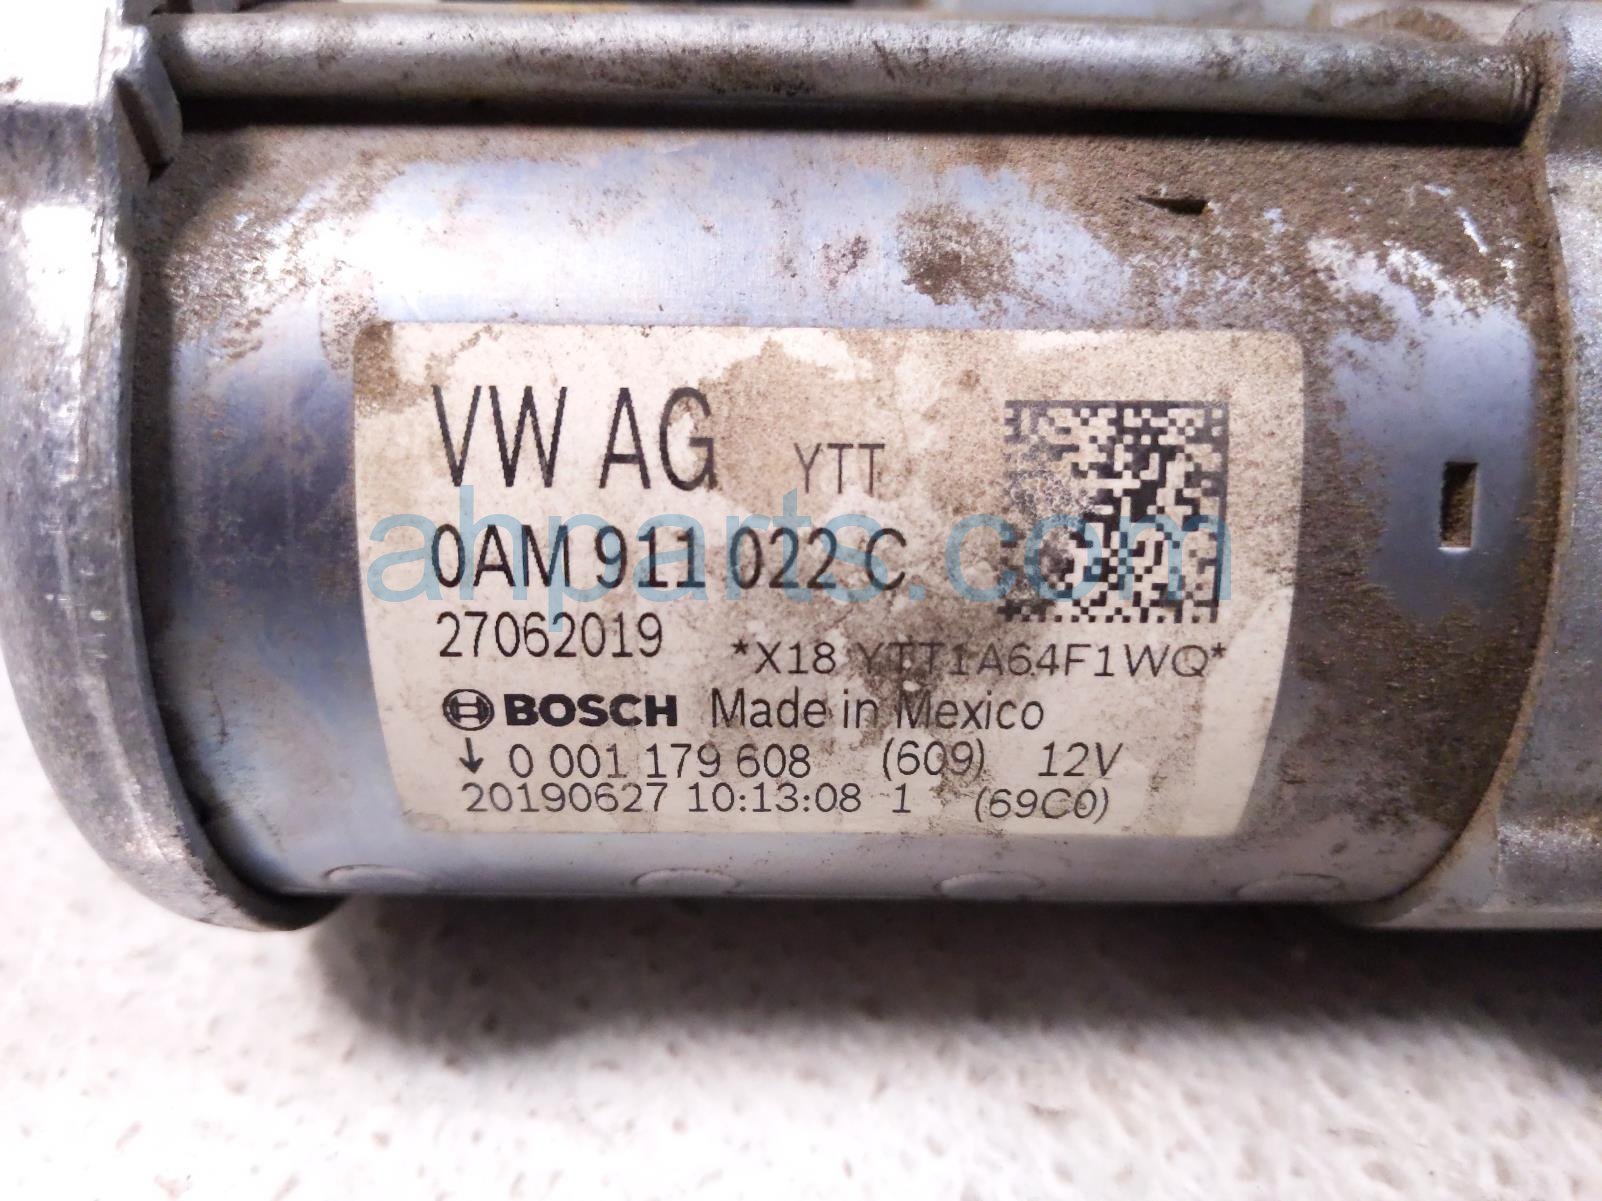 VW AG YTT
0AM 911 022 C
27062019
*X18 YTT1A64F1WQ*
BOSCH Made in Mexico
↓ 0 001 179 608 (609) 12V
20190627 10:13:08 1 (69C0)
ahparts.com